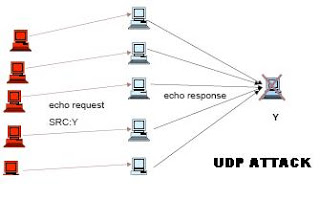 echo request
SRC:Y
echo response
Y
UDP ATTACK